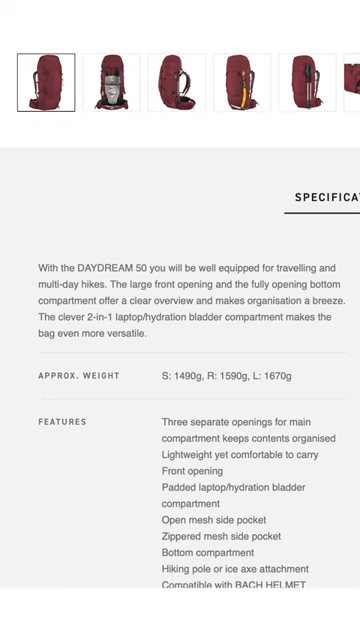 SPECIFICA
With the DAYDREAM 50 you will be well equipped for travelling and
multi-day hikes. The large front opening and the fully opening bottom
compartment offer a clear overview and makes organisation a breeze.
The clever 2-in-1 laptop/hydration bladder compartment makes the
bag even more versatile.
APPROX. WEIGHT
S: 1490g, R: 1590g, L: 1670g
FEATURES
Three separate openings for main
compartment keeps contents organised
Lightweight yet comfortable to carry
Front opening
Padded laptop/hydration bladder
compartment
Open mesh side pocket
Zippered mesh side pocket
Bottom compartment
Hiking pole or ice axe attachment
Compatible with BACH HELMET